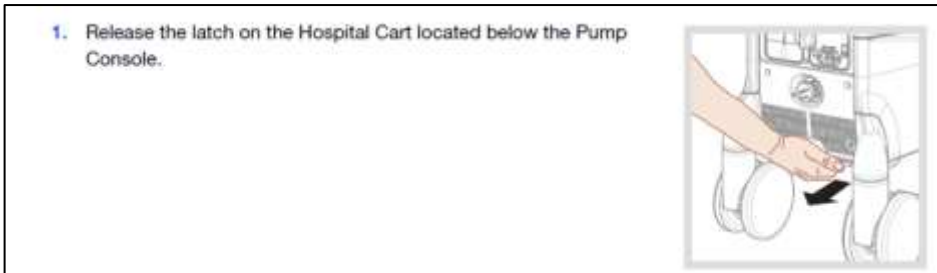 1. Release the latch on the Hospital Cart located below the Pump
Console.